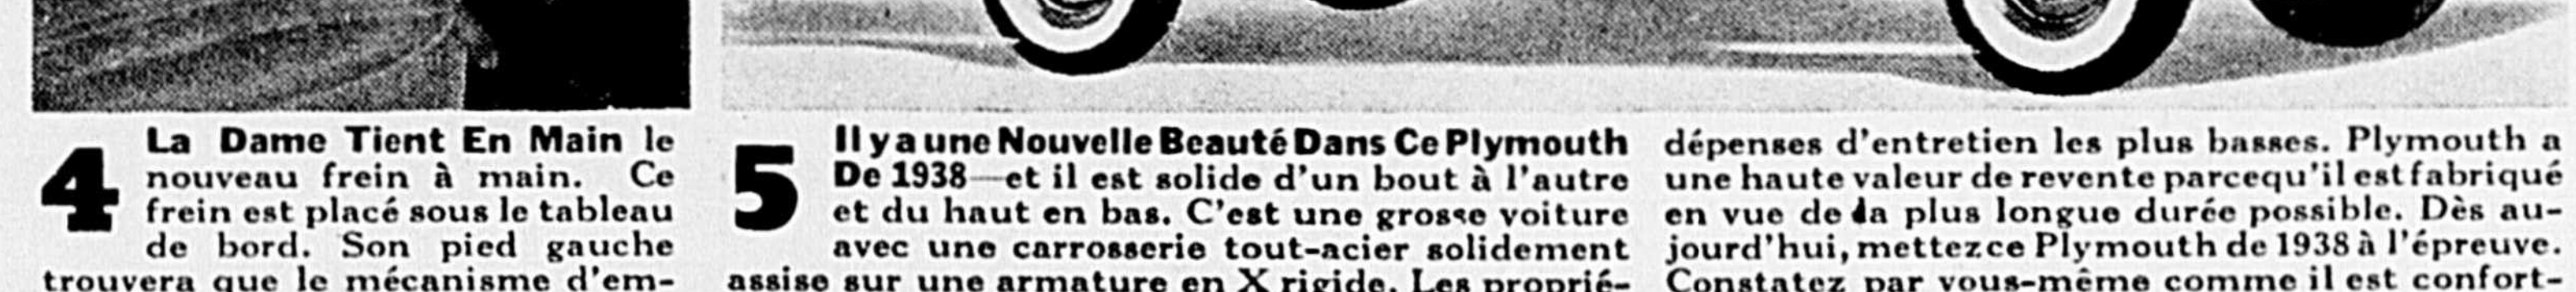 4 La Dame Tient En Main le
nouveau frein à main. Ce
frein est placé sous le tableau
de bord. Son pied gauche
trouvera que le mécanisme d'em-
5 Il y a une Nouvelle Beauté Dans Ce Plymouth
De 1938—et il est solide d'un bout à l'autre
et du haut en bas. C'est une grosse voiture
avec une carrosserie tout-acier solidement
assise sur une armature en X rigide. Les proprié-
dépenses d'entretien les plus basses. Plymouth a
une haute valeur de revente parcequ'il est fabriqué
en vue de la plus longue durée possible. Dès au-
jourd'hui, mettez ce Plymouth de 1938 à l'épreuve.
Constatez par vous-même comme il est confort-